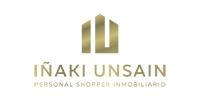 IÑAKI UNSAIN
PERSONAL SHOPPER INMOBILIARIO